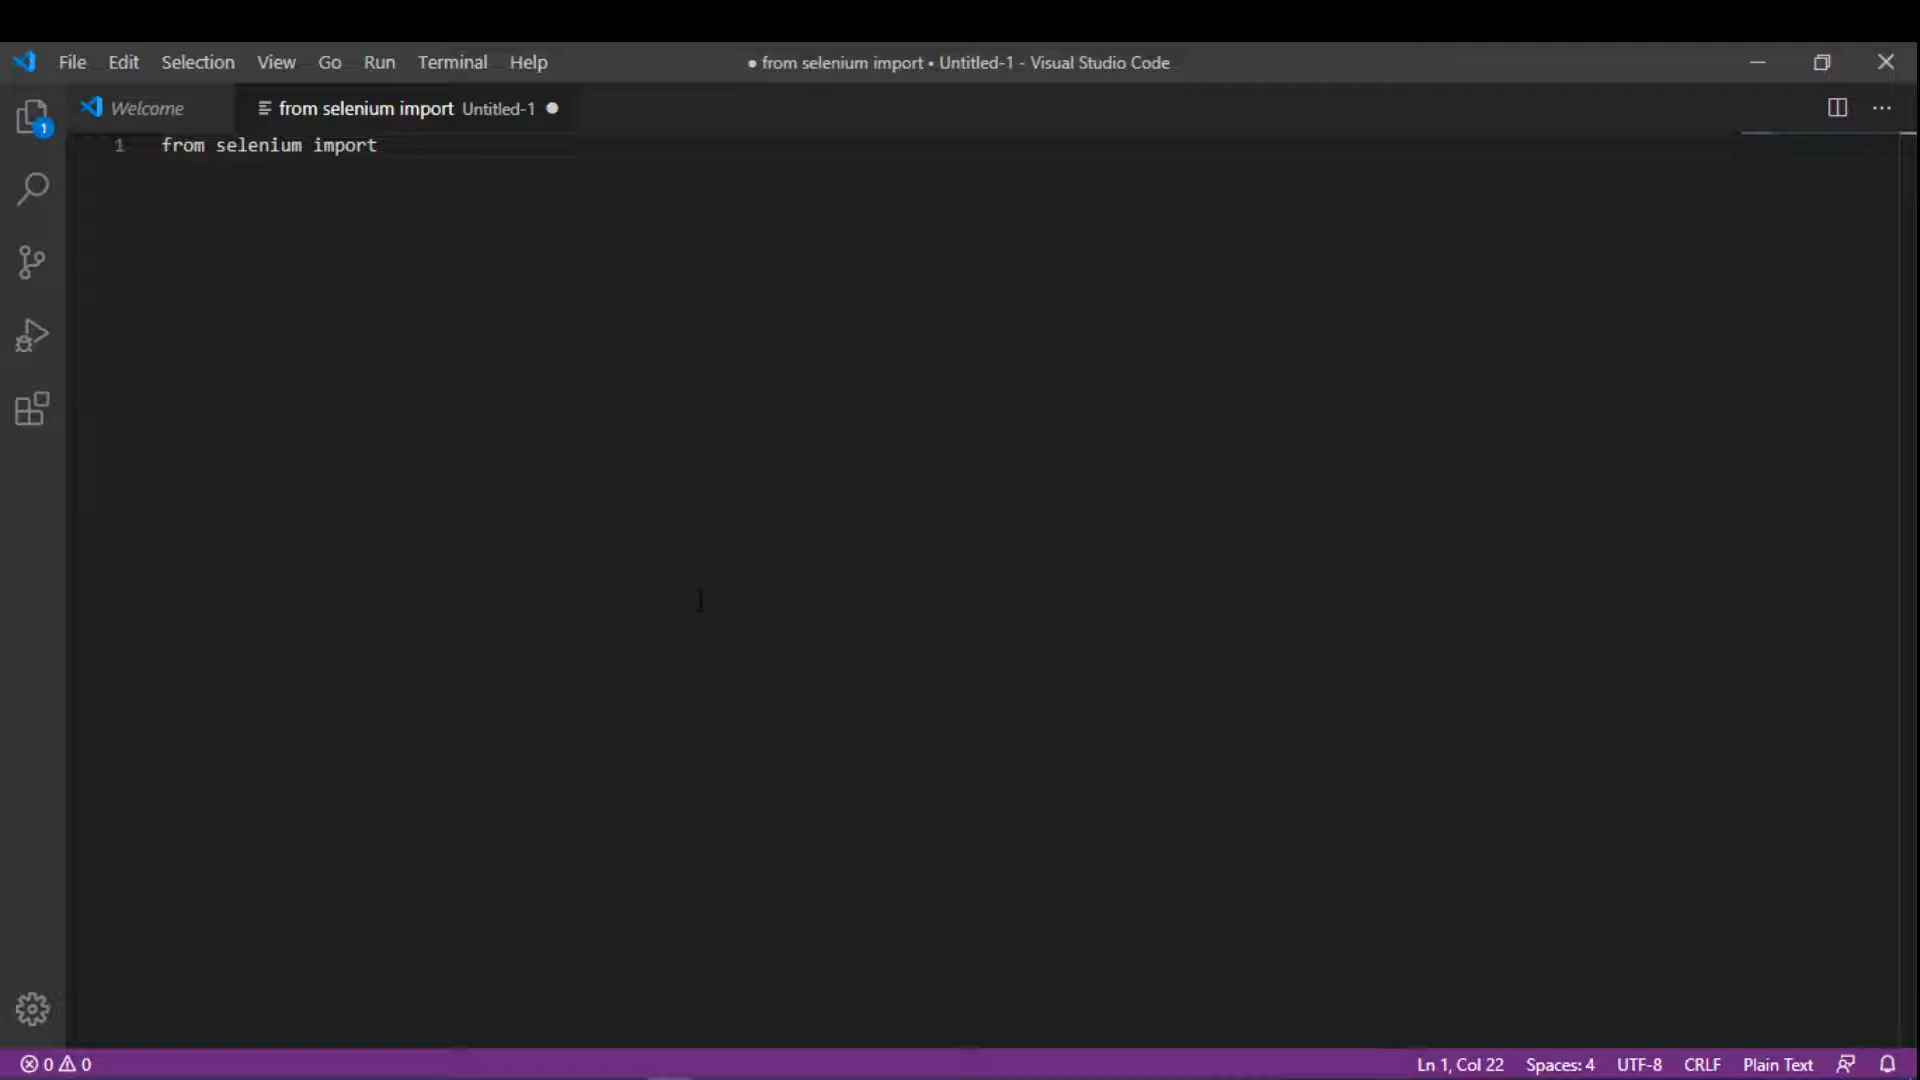 File Edit Selection View Go Run Terminal Help ● from selenium import • Untitled-1 - Visual Studio Code
Welcome from selenium import Untitled-1 ●
1 from selenium import
1
0 0 Ln 1, Col 22 Spaces: 4 UTF-8 CRLF Plain Text